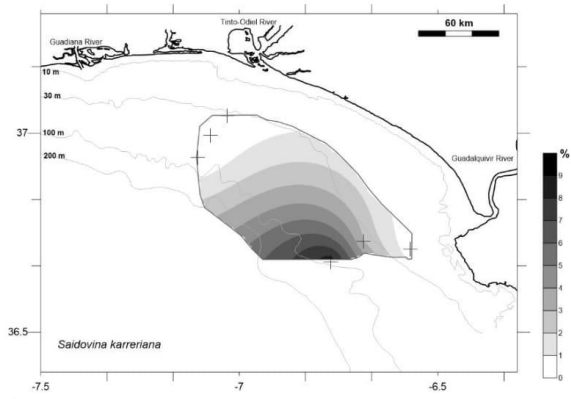 Tinto-Odiel River
60 km
Guadiana River
10 m
30 m
37
100 m
%
Guadalquivir River
200 m
9
8
7
6
5
4
3
2
1
0
36.5
Saidovina karreriana
-7.5
-7
-6.5